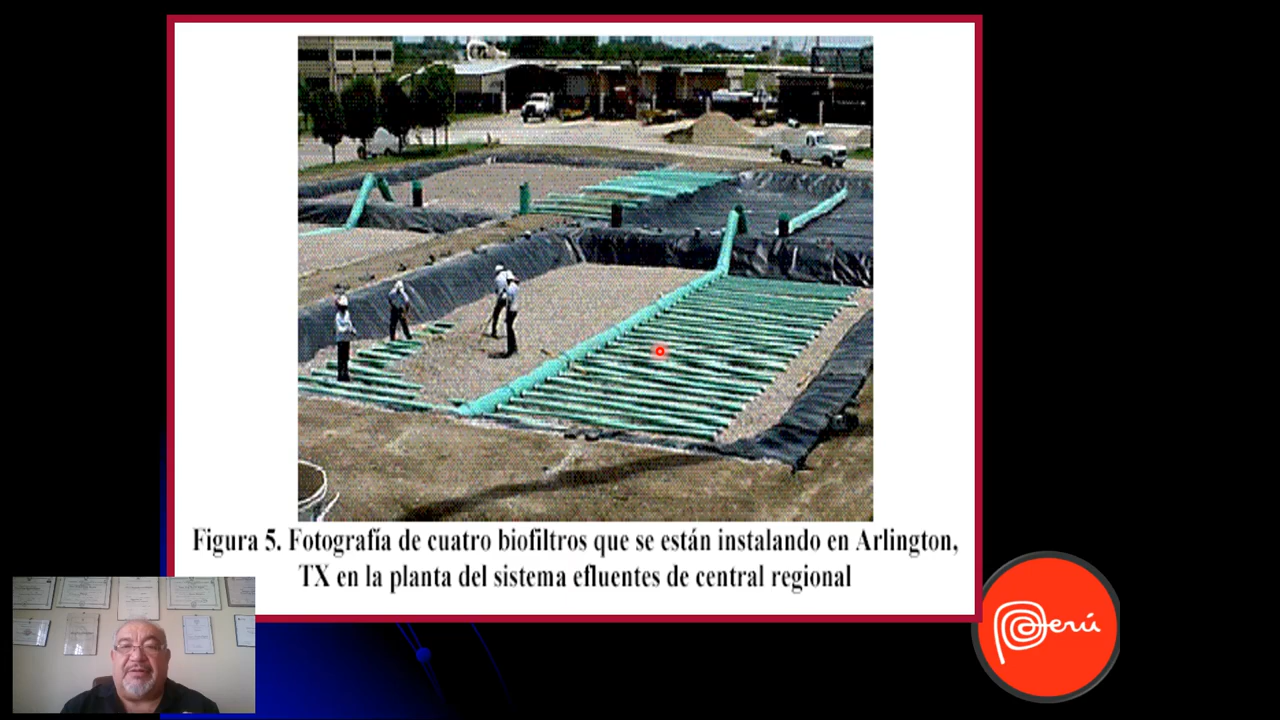 Figura 5. Fotografía de cuatro biofiltros que se están instalando en Arlington,
TX en la planta del sistema efluentes de central regional
Perú